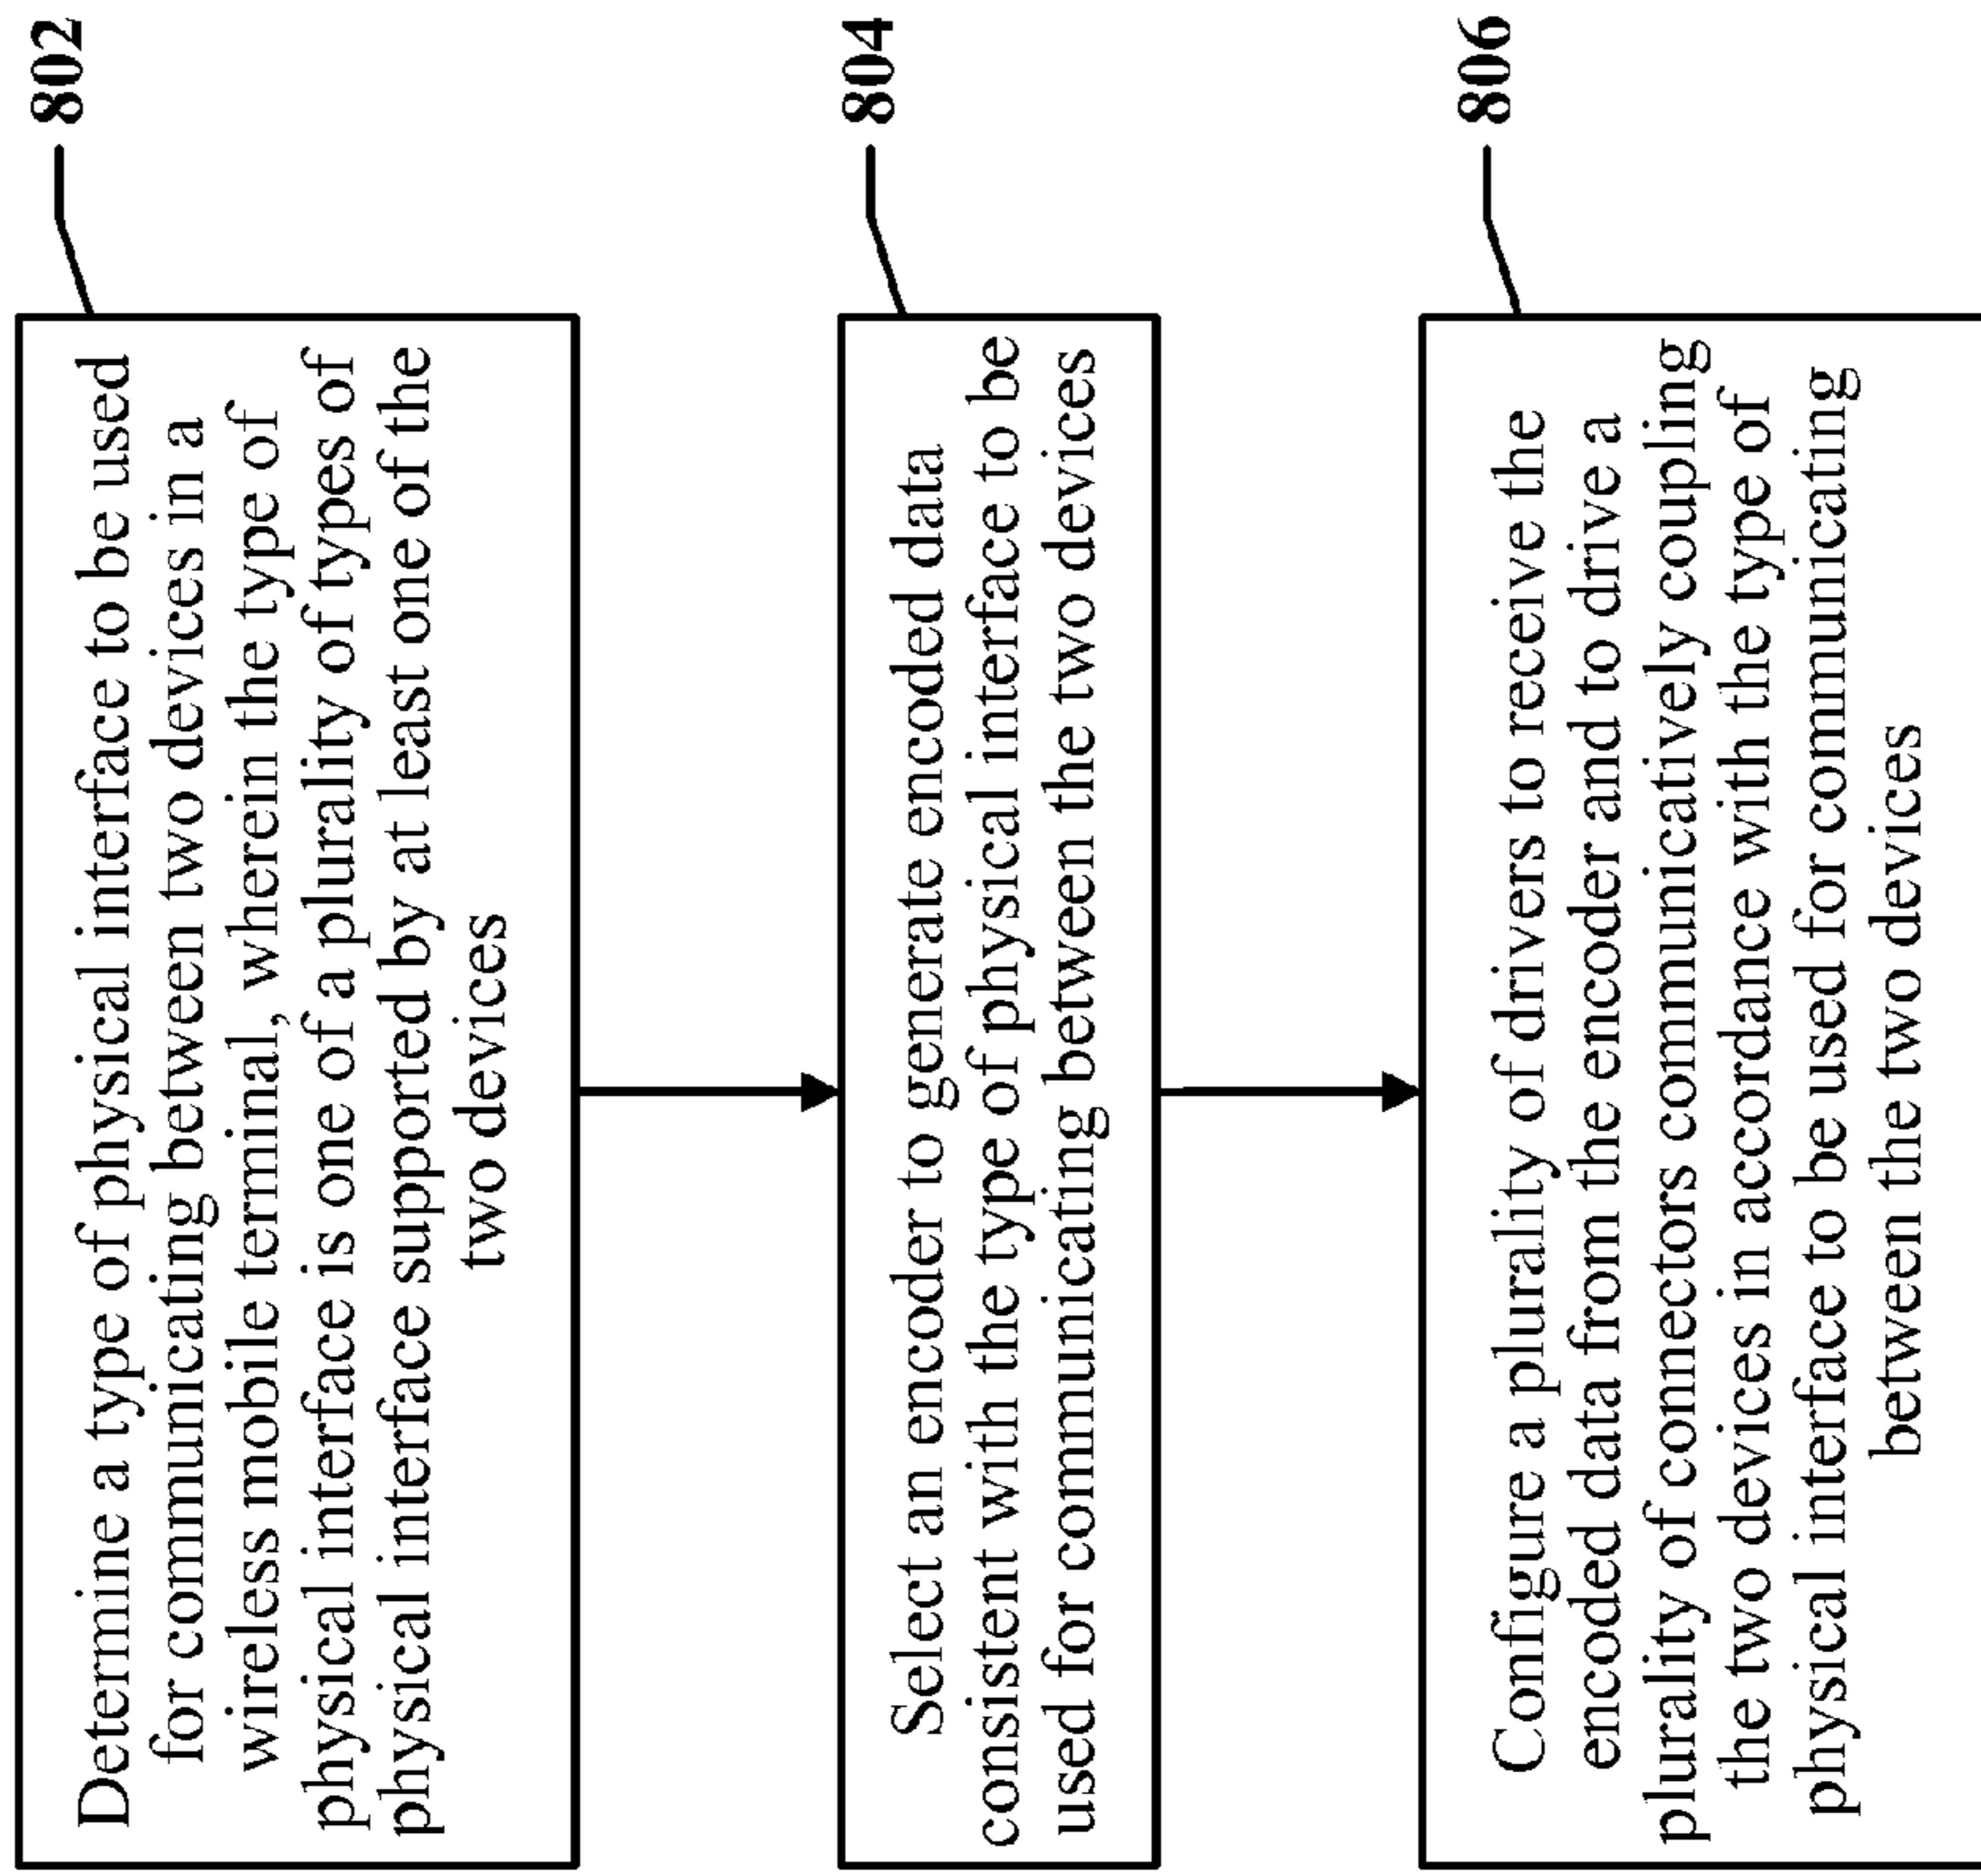 802
Determine a type of physical interface to be used
for communicating between two devices in a
wireless mobile terminal, wherein the type of
physical interface is one of a plurality of types of
physical interface supported by at least one of the
two devices
804
Select an encoder to generate encoded data
consistent with the type of physical interface to be
used for communicating between the two devices
806
Configure a plurality of drivers to receive the
encoded data from the encoder and to drive a
plurality of connectors communicatively coupling
the two devices in accordance with the type of
physical interface to be used for communicating
between the two devices